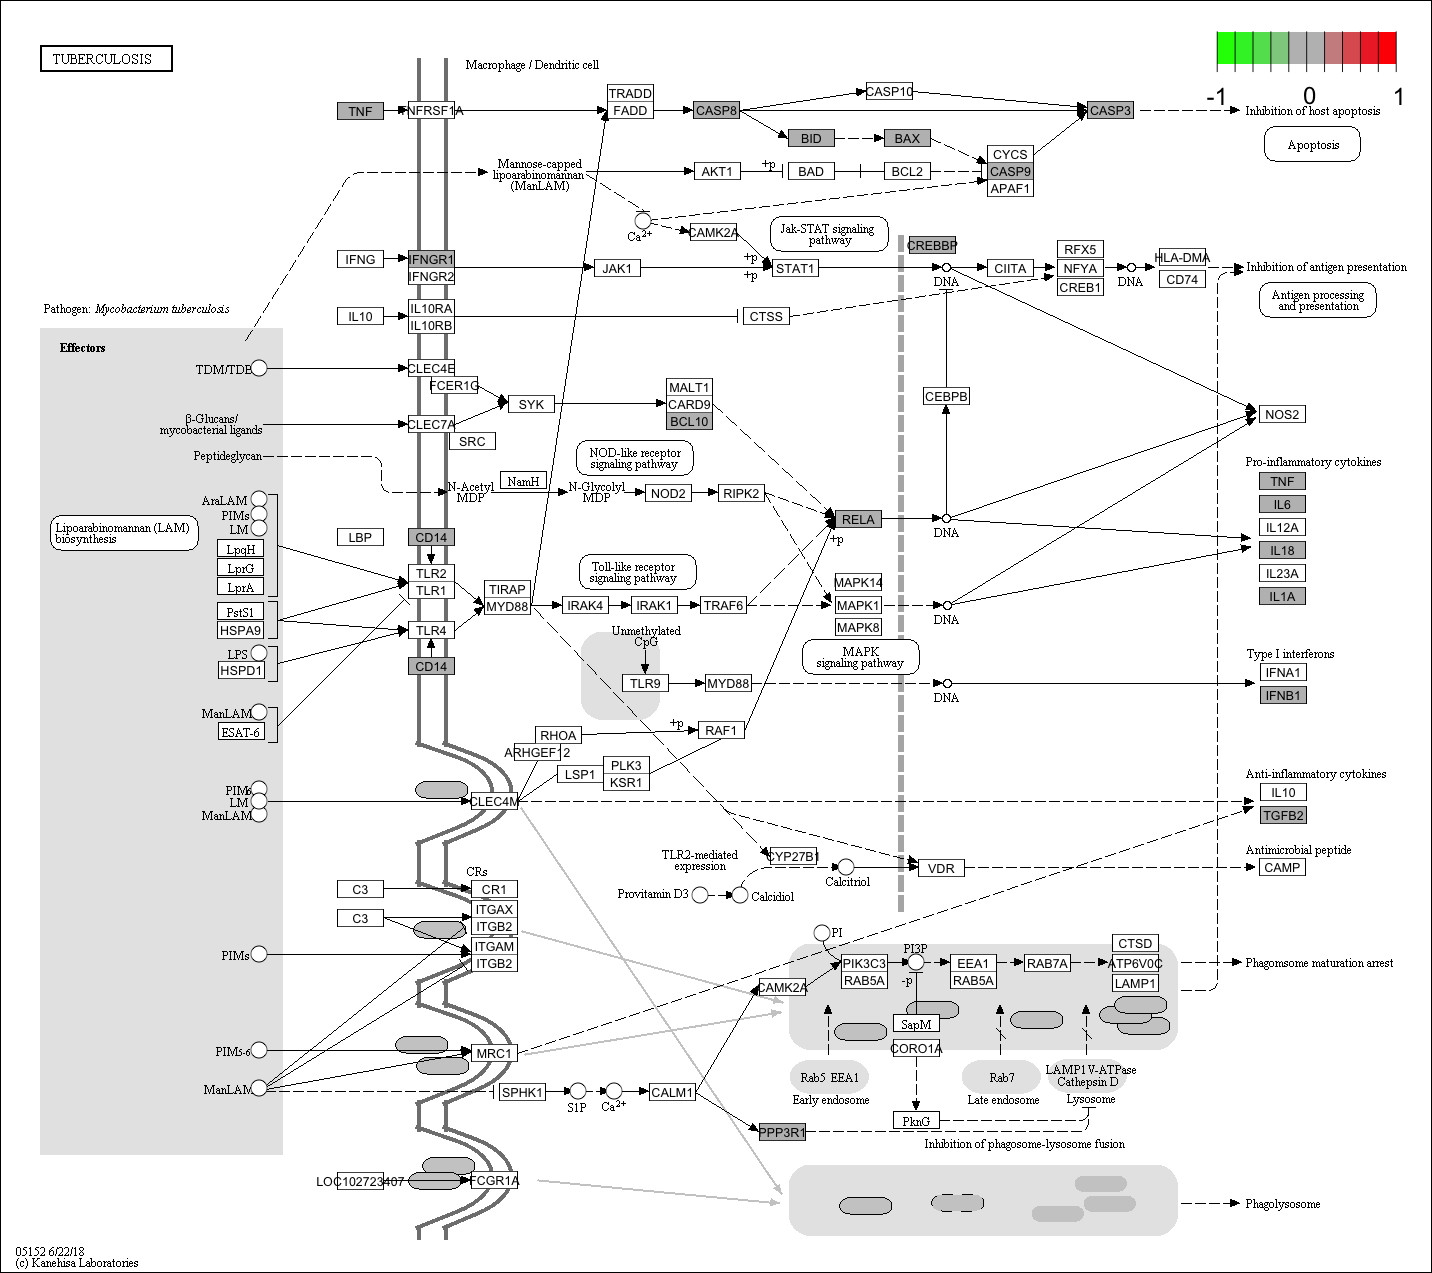 TUBERCULOSIS
Macrophage / Dendritic cell
-1
0
1
TNF
TNFRSF1A
TRADD
FADD
CASP8
CASP10
CASP3
Inhibition of host apoptosis
BID
BAX
Apoptosis
Mannose-capped
lipoarabinomannan
(ManLAM)
AKT1
+p
BAD
BCL2
CYCS
CASP9
APAF1
Ca2+
CAMK2A
Jak-STAT signaling
pathway
CREBBP
IFNG
IFNGR1
IFNGR2
JAK1
+p
+p
STAT1
DNA
CIITA
RFX5
NFYA
CREB1
DNA
HLA-DMA
CD74
Inhibition of antigen presentation
Antigen processing
and presentation
Pathogen: Mycobacterium tuberculosis
IL10
IL10RA
IL10RB
CTSS
Effectors
TDM/TDB
CLEC4E
FCER1G
SYK
MALT1
CARD9
BCL10
CEBPB
NOS2
β-Glucans/
mycobacterial ligands
CLEC7A
SRC
Peptideglycan
N-Acetyl
MDP
NamH
N-Glycolyl
MDP
NOD2
RIPK2
NOD-like receptor
signaling pathway
Pro-inflammatory cytokines
TNF
IL6
IL12A
IL18
IL23A
IL1A
AraLAM
PIMs
LM
Lipoarabinomannan (LAM)
biosynthesis
LpqH
LprG
LprA
LBP
CD14
RELA
+p
DNA
TLR2
TLR1
TIRAP
MYD88
Toll-like receptor
signaling pathway
IRAK4
IRAK1
TRAF6
MAPK14
MAPK1
MAPK8
DNA
PstS1
HSPA9
TLR4
LPS
HSPD1
CD14
Unmethylated
CpG
TLR9
MYD88
MAPK
signaling pathway
DNA
Type I interferons
IFNA1
IFNB1
ManLAM
ESAT-6
RHOA
ARHGEF12
+p
RAF1
LSP1
PLK3
KSR1
PIM6
LM
ManLAM
CLEC4M
Anti-inflammatory cytokines
IL10
TGFB2
TLR2-mediated
expression
CYP27B1
Provitamin D3
Calcidiol
Calcitriol
VDR
Antimicrobial peptide
CAMP
CRs
C3
CR1
C3
ITGAX
ITGB2
ITGAM
ITGB2
PIMs
PI
PI3P
-p
PIK3C3
RAB5A
EEA1
RAB5A
RAB7A
CTSD
ATP6V0C
LAMP1
Phagomsome maturation arrest
CAMK2A
SapM
CORO1A
PIM5-6
MRC1
Rab5 EEA1
Early endosome
Rab7
Late endosome
LAMP1V-ATPase
Cathepsin D
Lysosome
ManLAM
SPHK1
S1P
Ca2+
CALM1
PknG
PPP3R1
Inhibition of phagosome-lysosome fusion
LOC102723407
FCGR1A
Phagolysosome
05152 6/22/18
(c) Kanehisa Laboratories